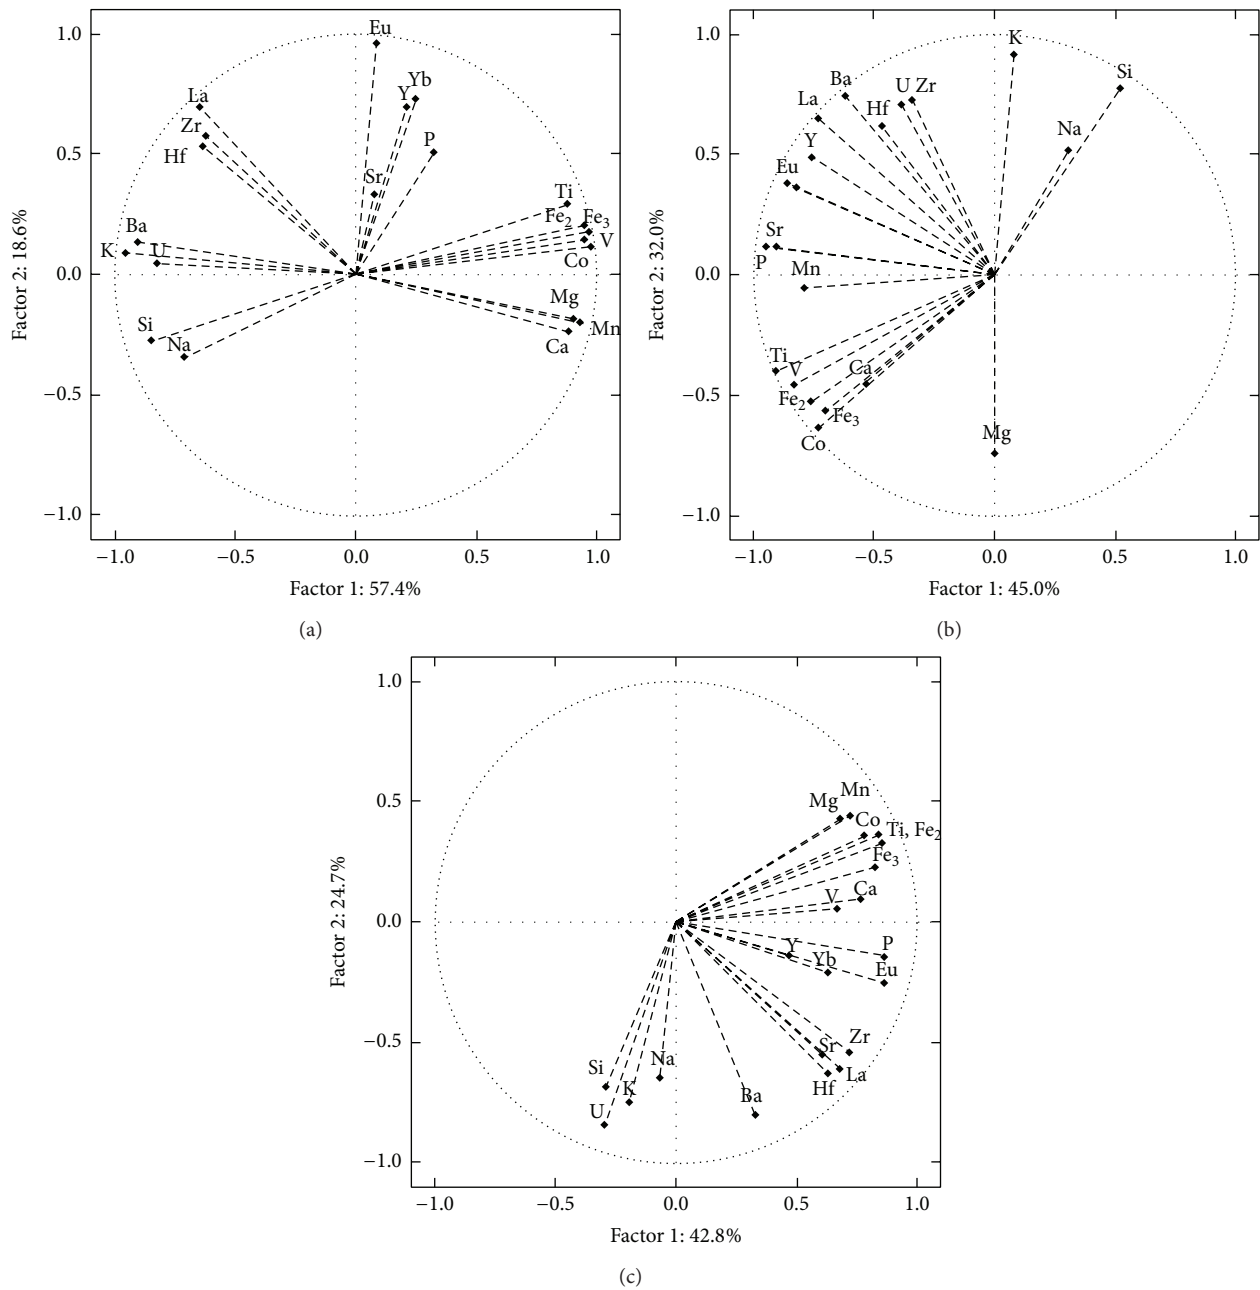 1.0
0.5
0.0
−0.5
−1.0
Factor 2: 18.6%
Eu
Yb
Y
La
Zr
Hf
P
Sr
Ti
Fe2
Fe3
V
Co
Ba
K
U
Mg
Mn
Ca
Si
Na
−1.0 −0.5 0.0 0.5 1.0
Factor 1: 57.4%
(a)
1.0
0.5
0.0
−0.5
−1.0
Factor 2: 32.0%
K
Si
Ba
U Zr
La
Hf
Na
Y
Eu
Sr
P
Mn
Ti
V
Ca
Fe2
Fe3
Co
Mg
−1.0 −0.5 0.0 0.5 1.0
Factor 1: 45.0%
(b)
1.0
0.5
0.0
−0.5
−1.0
Factor 2: 24.7%
Mg
Mn
Co
Ti, Fe2
Fe3
Ca
V
Y
P
Yb
Eu
Zr
Sr
La
Hf
Na
Si
K
U
Ba
−1.0 −0.5 0.0 0.5 1.0
Factor 1: 42.8%
(c)